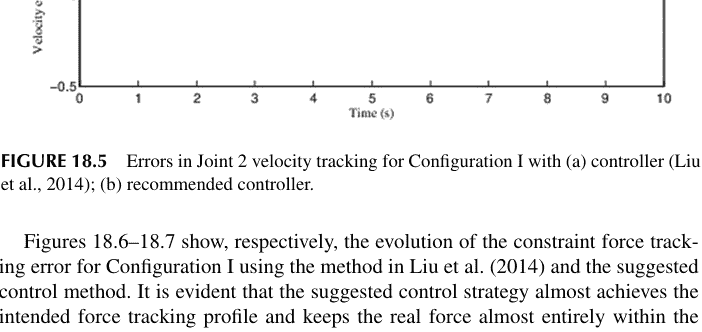 Velocity e
−0.5
0 1 2 3 4 5 6 7 8 9 10
Time (s)
FIGURE 18.5 Errors in Joint 2 velocity tracking for Configuration I with (a) controller (Liu
et al., 2014); (b) recommended controller.
Figures 18.6–18.7 show, respectively, the evolution of the constraint force track-
ing error for Configuration I using the method in Liu et al. (2014) and the suggested
control method. It is evident that the suggested control strategy almost achieves the
intended force tracking profile and keeps the real force almost entirely within the